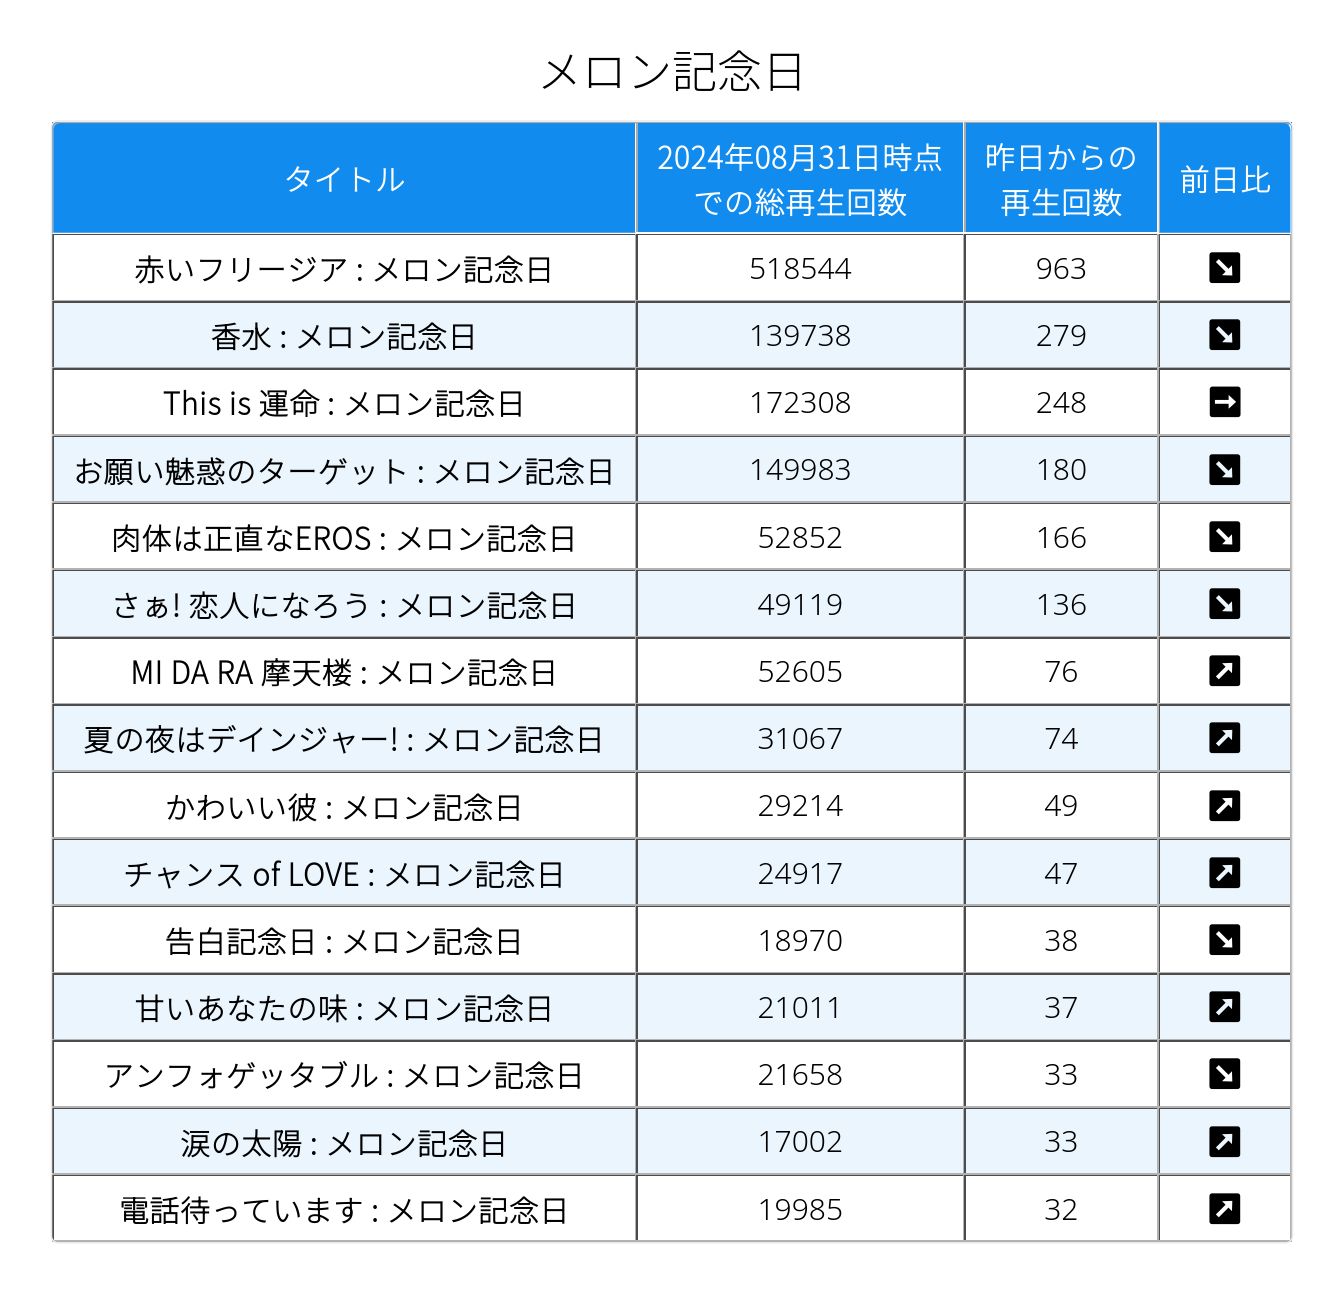 メロン記念日
タイトル
2024年08月31日時点
での総再生回数
昨日からの
再生回数
前日比
赤いフリージア : メロン記念日 518544 963 ↘
香水 : メロン記念日 139738 279 ↘
This is 運命 : メロン記念日 172308 248 →
お願い魅惑のターゲット : メロン記念日 149983 180 ↘
肉体は正直なEROS : メロン記念日 52852 166 ↘
さぁ! 恋人になろう : メロン記念日 49119 136 ↘
MI DA RA 摩天楼 : メロン記念日 52605 76 ↗
夏の夜はデインジャー! : メロン記念日 31067 74 ↗
かわいい彼 : メロン記念日 29214 49 ↗
チャンス of LOVE : メロン記念日 24917 47 ↗
告白記念日 : メロン記念日 18970 38 ↘
甘いあなたの味 : メロン記念日 21011 37 ↗
アンフォゲッタブル : メロン記念日 21658 33 ↘
涙の太陽 : メロン記念日 17002 33 ↗
電話待っています : メロン記念日 19985 32 ↗